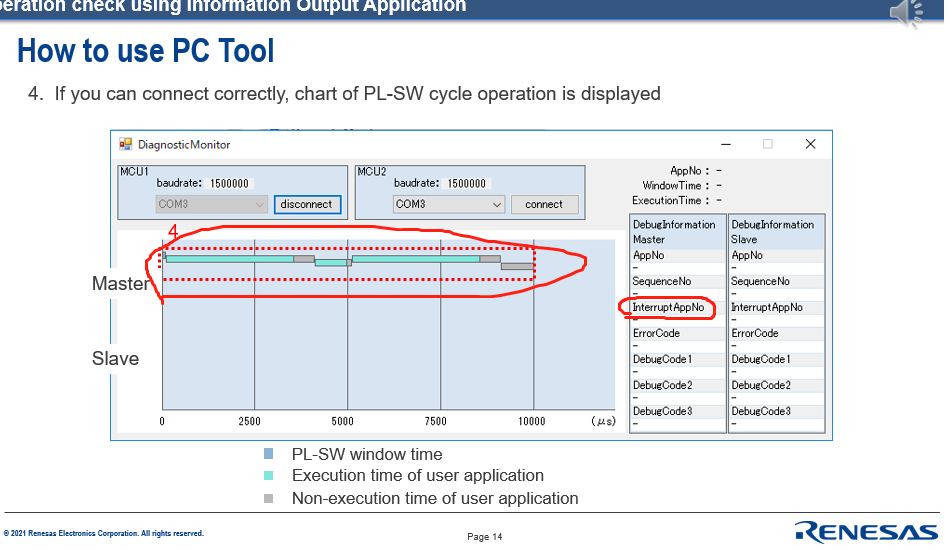 peration check using Information Output Application
How to use PC Tool
4. If you can connect correctly, chart of PL-SW cycle operation is displayed
DiagnosticMonitor
MCU1
baudrate: 1500000
COM3
disconnect
MCU2
baudrate: 1500000
COM3
connect
AppNo : -
WindowTime : -
ExecutionTime : -
4
Master
Slave
0
2500
5000
7500
10000
(μs)
DebugInformation
Master
AppNo
-
SequenceNo
-
InterruptAppNo
-
ErrorCode
-
DebugCode1
-
DebugCode2
-
DebugCode3
-
DebugInformation
Slave
AppNo
-
SequenceNo
-
InterruptAppNo
-
ErrorCode
-
DebugCode1
-
DebugCode2
-
DebugCode3
-
PL-SW window time
Execution time of user application
Non-execution time of user application
© 2021 Renesas Electronics Corporation. All rights reserved.
Page 14
RENESAS